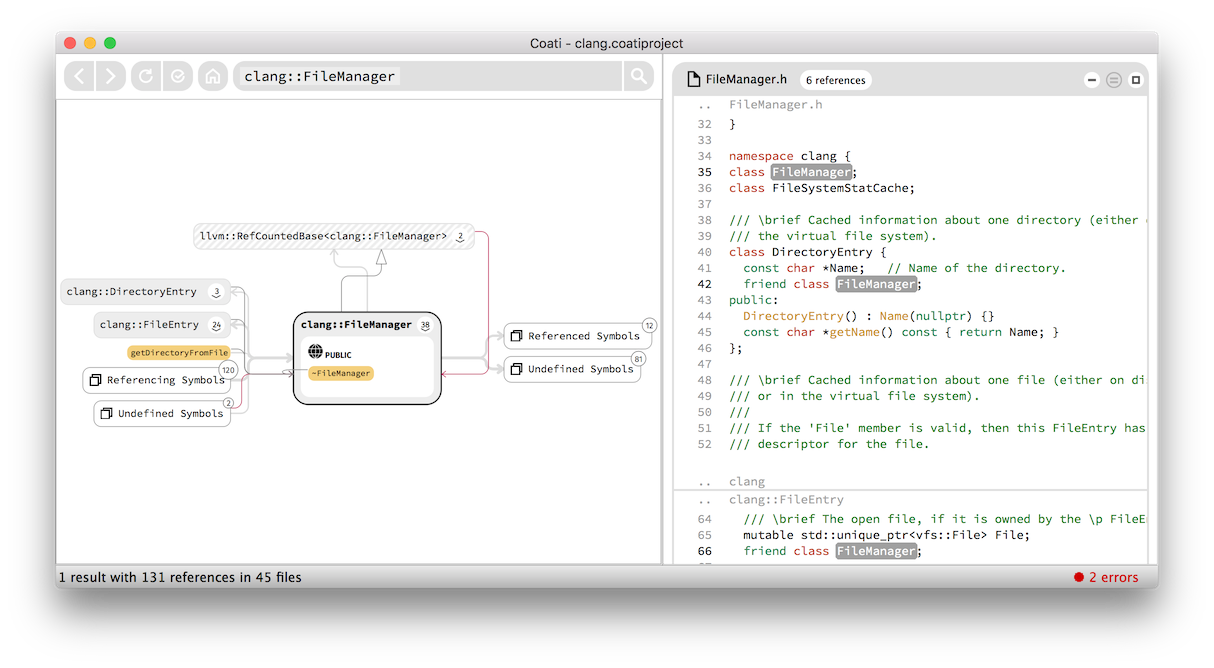 Coati - clang.coatiproject
clang::FileManager
llvm::RefCountedBase<clang::FileManager> 2
clang::DirectoryEntry 3
clang::FileEntry 24
getDirectoryFromFile
120
Referencing Symbols
2
Undefined Symbols
clang::FileManager 38
PUBLIC
~FileManager
12
Referenced Symbols
81
Undefined Symbols
FileManager.h 6 references
.. FileManager.h
32 }
33
34 namespace clang {
35 class FileManager;
36 class FileSystemStatCache;
37
38 /// \brief Cached information about one directory (either
39 /// the virtual file system).
40 class DirectoryEntry {
41 const char *Name; // Name of the directory.
42 friend class FileManager;
43 public:
44 DirectoryEntry() : Name(nullptr) {}
45 const char *getName() const { return Name; }
46 };
47
48 /// \brief Cached information about one file (either on di
49 /// or in the virtual file system).
50 ///
51 /// If the 'File' member is valid, then this FileEntry has
52 /// descriptor for the file.
.. clang
.. clang::FileEntry
64 /// \brief The open file, if it is owned by the \p FileE
65 mutable std::unique_ptr<vfs::File> File;
66 friend class FileManager;
1 result with 131 references in 45 files
2 errors